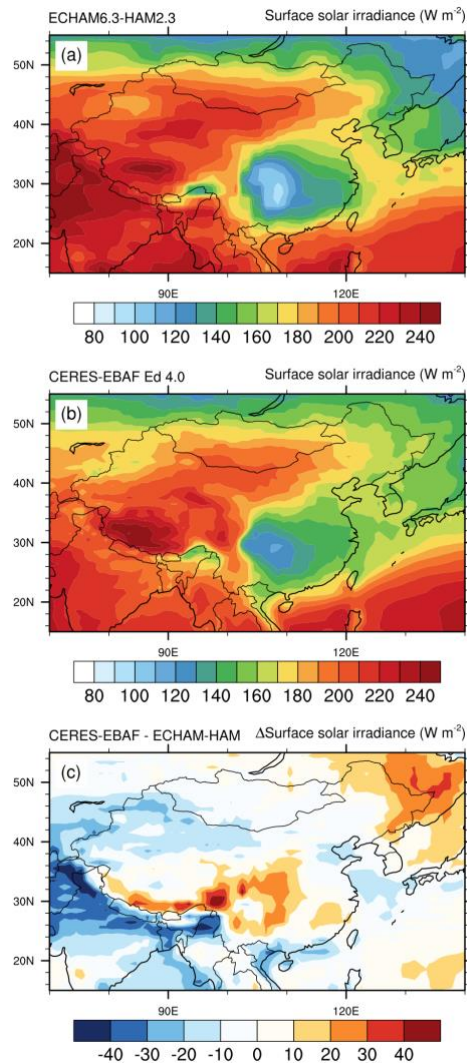 ECHAM6.3-HAM2.3 Surface solar irradiance (W m-2)
(a)
50N
40N
30N
20N
90E 120E
80 100 120 140 160 180 200 220 240
CERES-EBAF Ed 4.0 Surface solar irradiance (W m-2)
(b)
50N
40N
30N
20N
90E 120E
80 100 120 140 160 180 200 220 240
CERES-EBAF - ECHAM-HAM ΔSurface solar irradiance (W m-2)
(c)
50N
40N
30N
20N
90E 120E
-40 -30 -20 -10 0 10 20 30 40